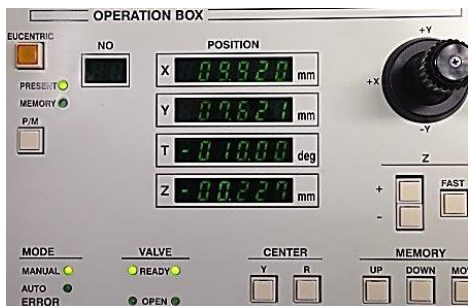 OPERATION BOX
EUCENTRIC
NO
POSITION
+Y
X 09.920 mm
+X
PRESENT
MEMORY
Y 07.621 mm
-Y
P/M
T -010.00 deg
Z
Z -00.227 mm
+
FAST
-
MODE
VALVE
CENTER
MEMORY
MANUAL
READY
Y
R
UP
DOWN
AUTO
ERROR
OPEN